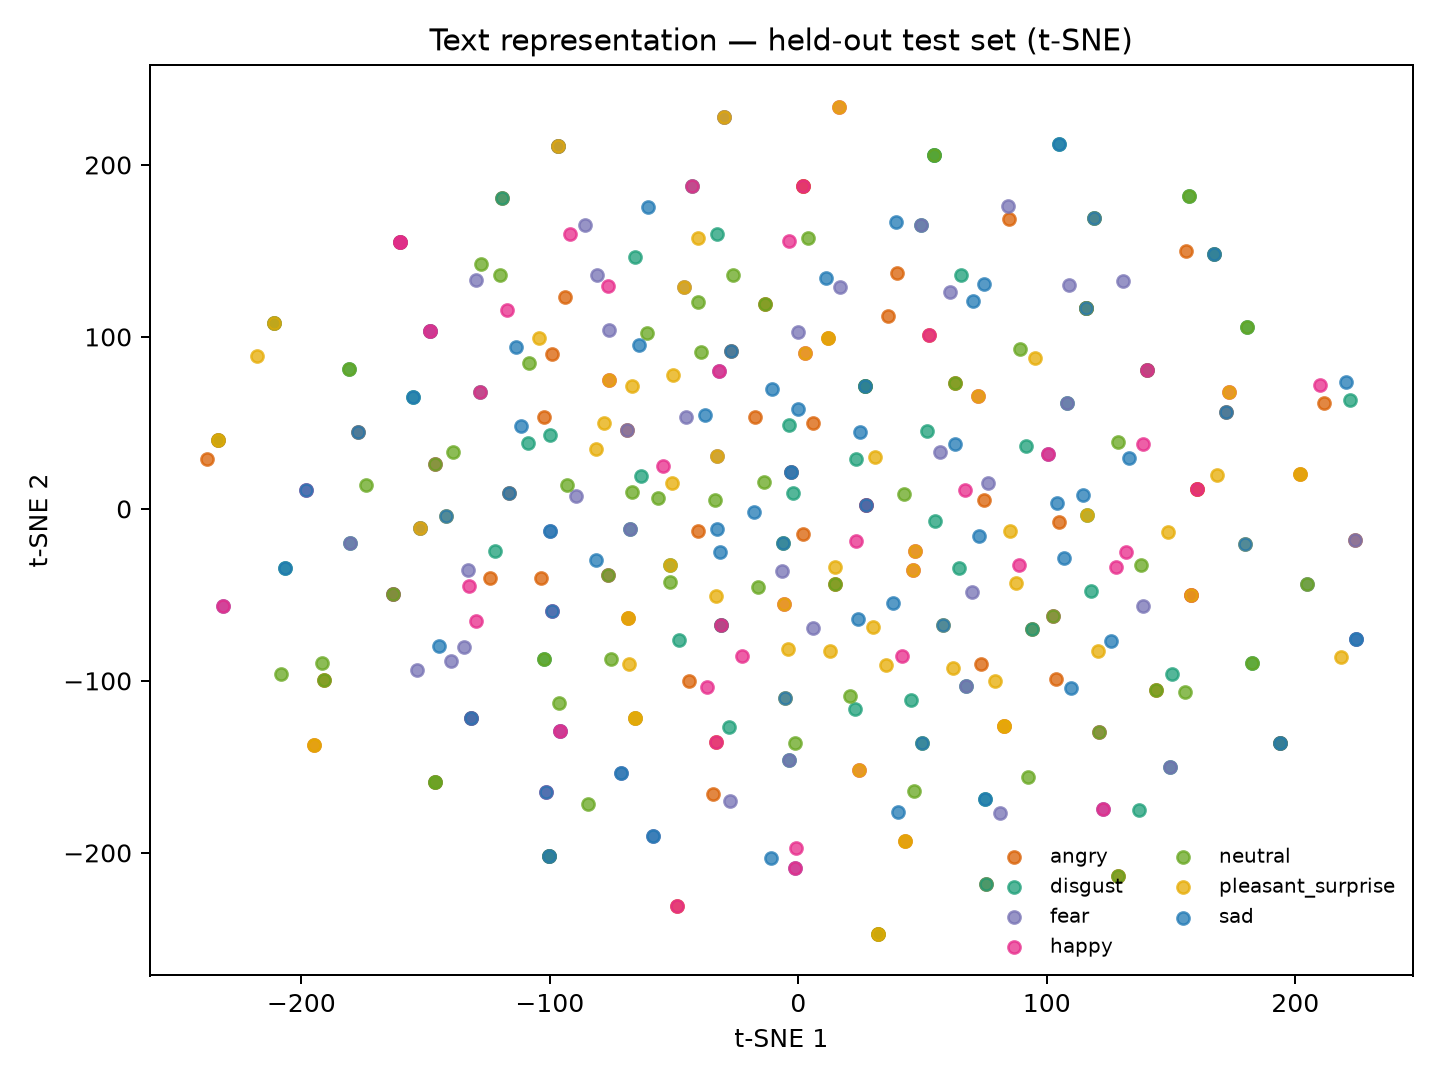 Text representation — held-out test set (t-SNE)
t-SNE 2
200
100
0
−100
−200
−200
−100
0
100
200
t-SNE 1
angry
disgust
fear
happy
neutral
pleasant_surprise
sad